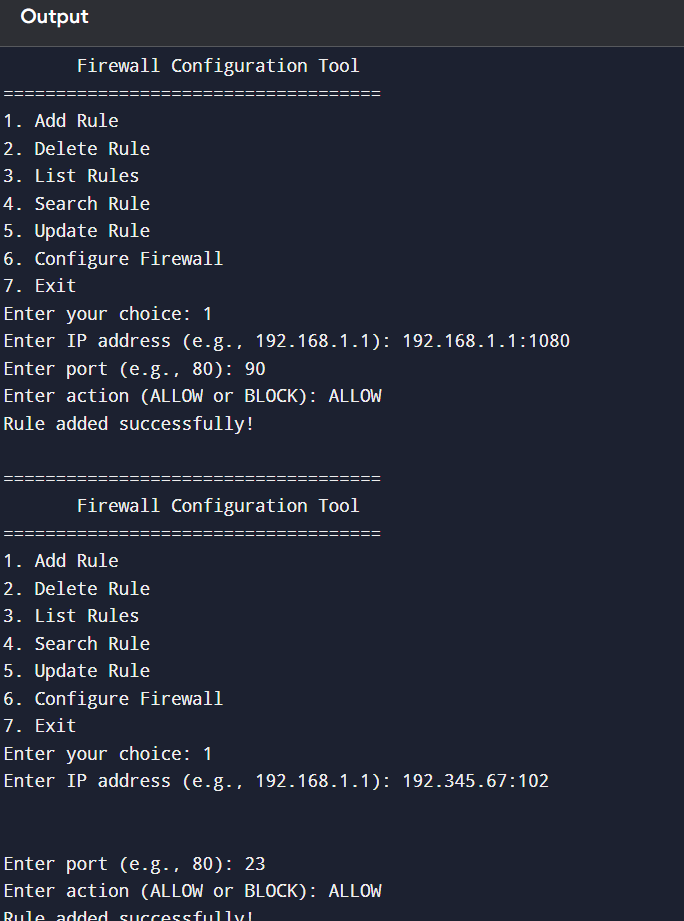 Output
Firewall Configuration Tool
====================================
1. Add Rule
2. Delete Rule
3. List Rules
4. Search Rule
5. Update Rule
6. Configure Firewall
7. Exit
Enter your choice: 1
Enter IP address (e.g., 192.168.1.1): 192.168.1.1:1080
Enter port (e.g., 80): 90
Enter action (ALLOW or BLOCK): ALLOW
Rule added successfully!
====================================
Firewall Configuration Tool
====================================
1. Add Rule
2. Delete Rule
3. List Rules
4. Search Rule
5. Update Rule
6. Configure Firewall
7. Exit
Enter your choice: 1
Enter IP address (e.g., 192.168.1.1): 192.345.67:102
Enter port (e.g., 80): 23
Enter action (ALLOW or BLOCK): ALLOW
Rule added successfully!